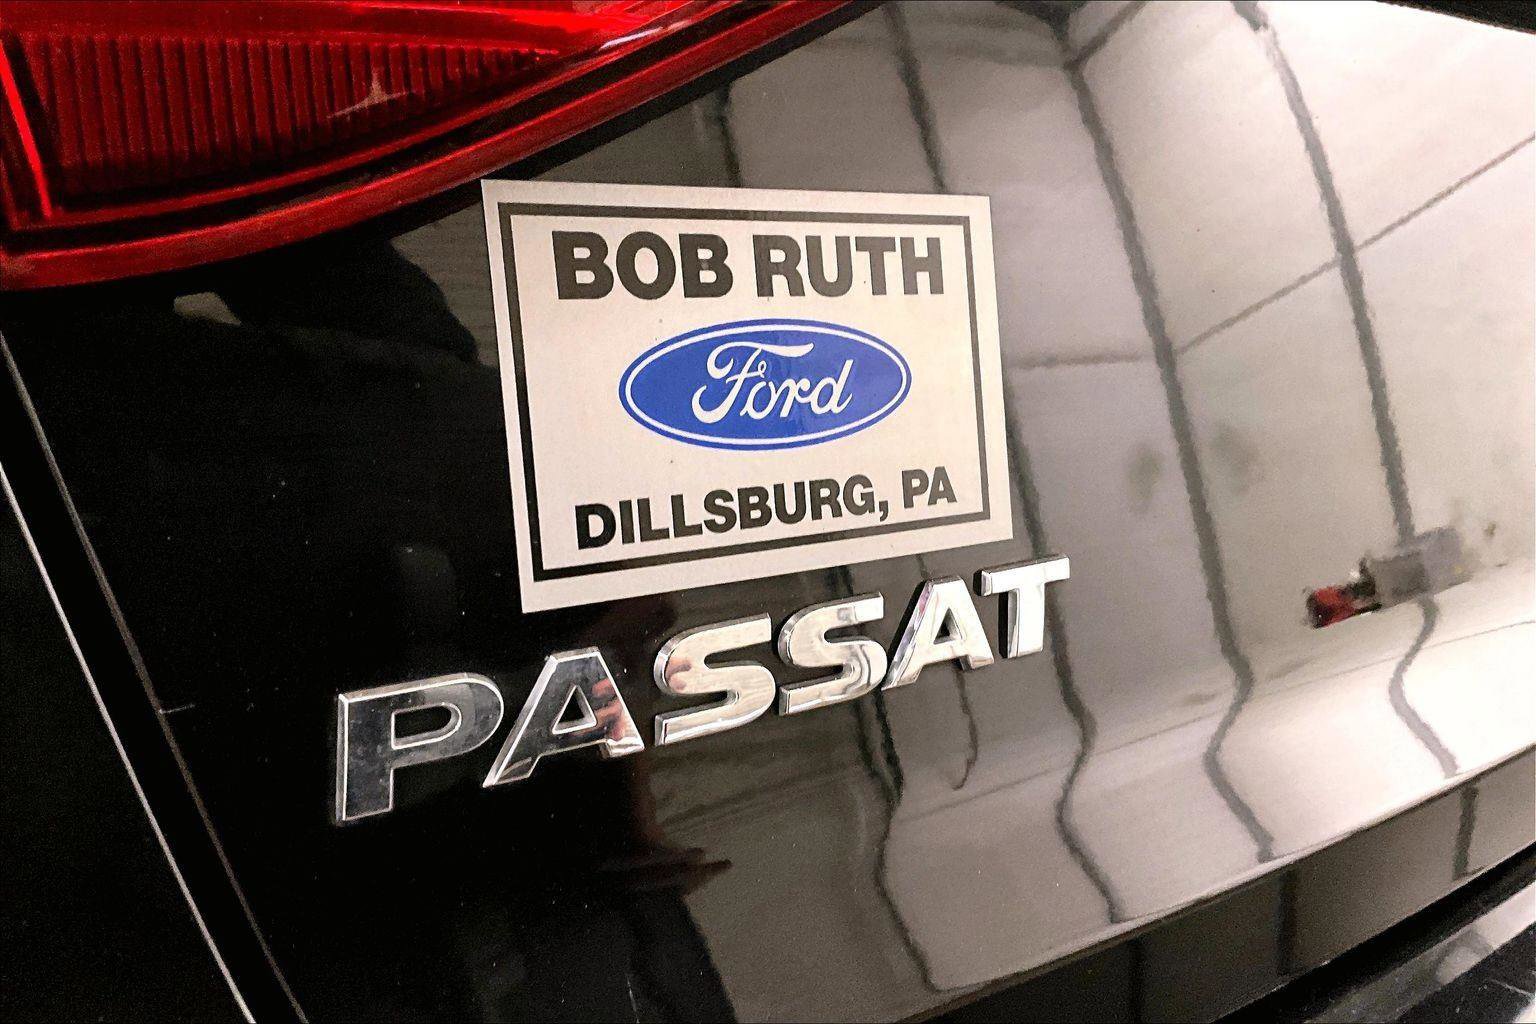 BOB RUTH
Ford
DILLSBURG, PA
PASSAT